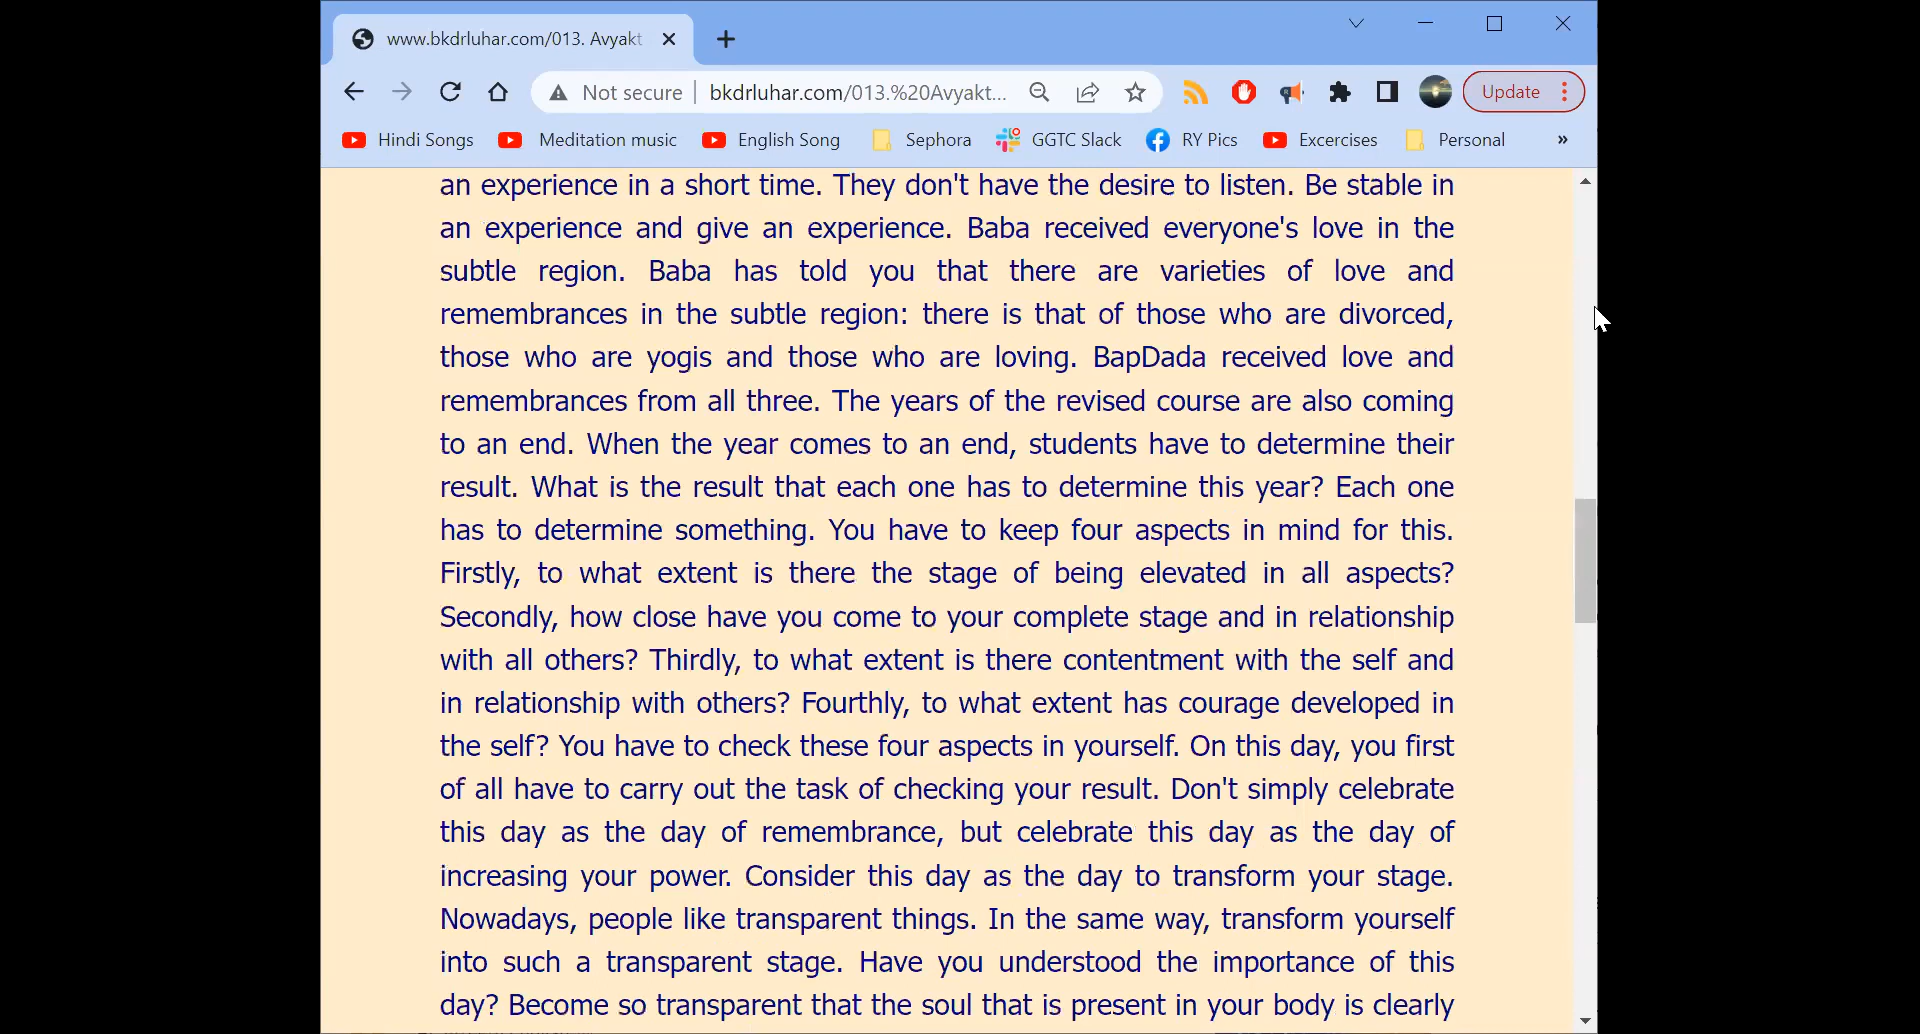 www.bkdrluhar.com/013. Avyakt
Not secure
bkdrluhar.com/013.%20Avyakt...
Update
Hindi Songs
Meditation music
English Song
Sephora
GGTC Slack
RY Pics
Excercises
Personal
»
an experience in a short time. They don't have the desire to listen. Be stable in
an experience and give an experience. Baba received everyone's love in the
subtle region. Baba has told you that there are varieties of love and
remembrances in the subtle region: there is that of those who are divorced,
those who are yogis and those who are loving. BapDada received love and
remembrances from all three. The years of the revised course are also coming
to an end. When the year comes to an end, students have to determine their
result. What is the result that each one has to determine this year? Each one
has to determine something. You have to keep four aspects in mind for this.
Firstly, to what extent is there the stage of being elevated in all aspects?
Secondly, how close have you come to your complete stage and in relationship
with all others? Thirdly, to what extent is there contentment with the self and
in relationship with others? Fourthly, to what extent has courage developed in
the self? You have to check these four aspects in yourself. On this day, you first
of all have to carry out the task of checking your result. Don't simply celebrate
this day as the day of remembrance, but celebrate this day as the day of
increasing your power. Consider this day as the day to transform your stage.
Nowadays, people like transparent things. In the same way, transform yourself
into such a transparent stage. Have you understood the importance of this
day? Become so transparent that the soul that is present in your body is clearly